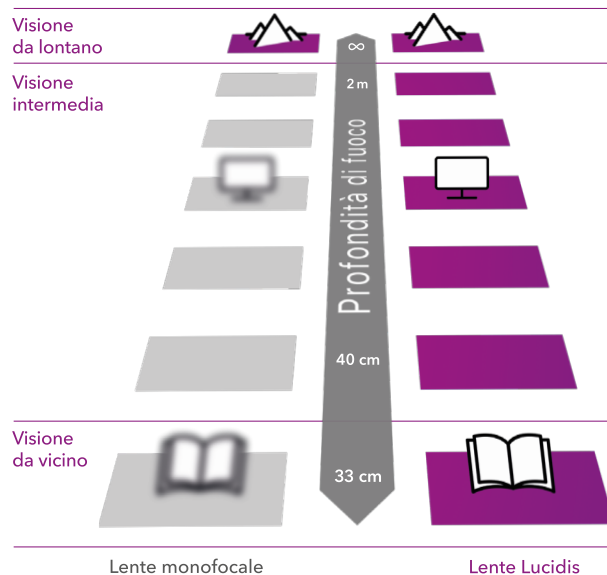 Visione
da lontano
∞
Visione
intermedia
2 m
Profondità di fuoco
40 cm
Visione
da vicino
33 cm
Lente monofocale
Lente Lucidis